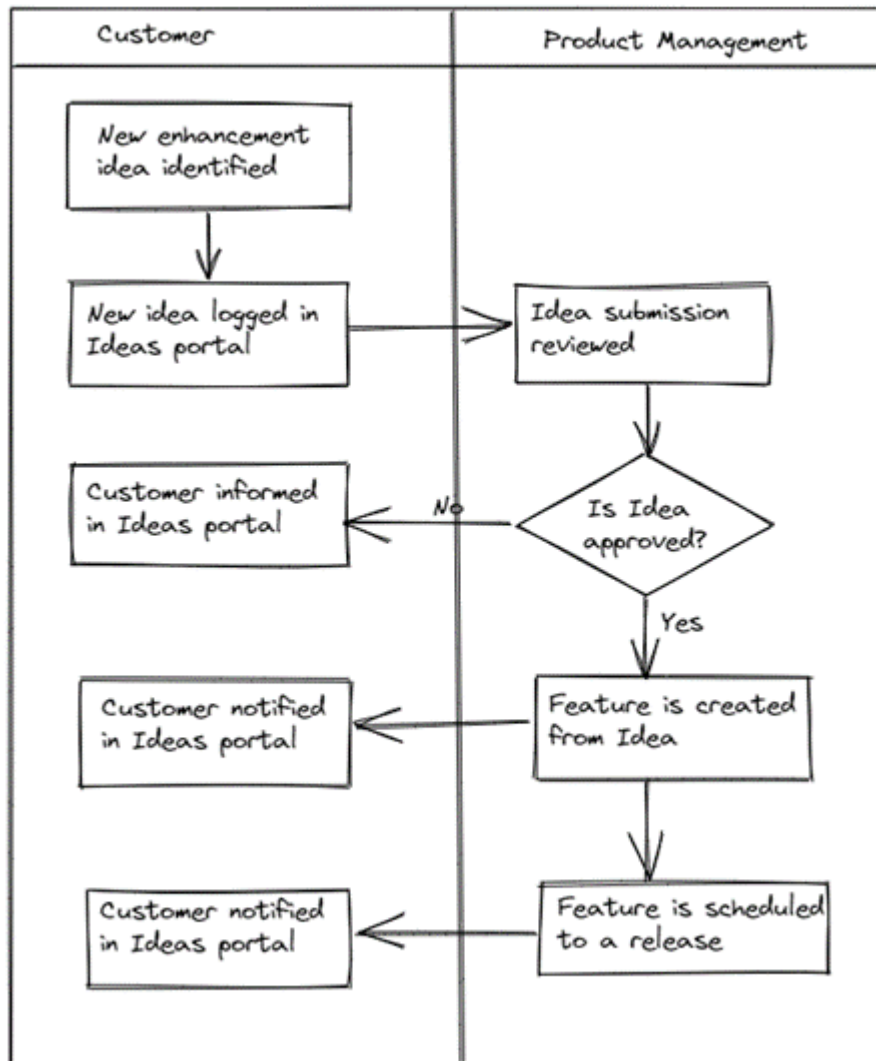 Customer
Product Management
New enhancement
idea identified
New idea logged in
Ideas portal
Idea submission
reviewed
Customer informed
in Ideas portal
No
Is Idea
approved?
Yes
Customer notified
in Ideas portal
Feature is created
from Idea
Customer notified
in Ideas portal
Feature is scheduled
to a release